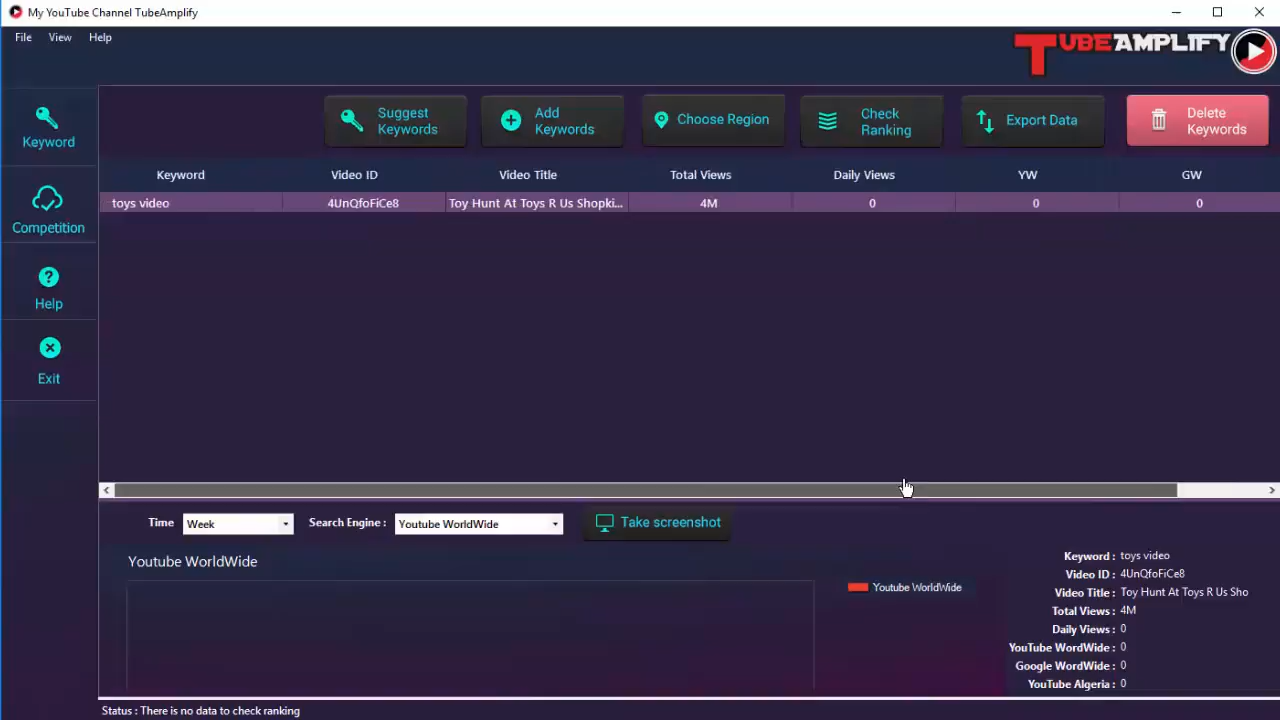 My YouTube Channel TubeAmplify
File View Help
TUBEAMPLIFY
Keyword
Competition
Help
Exit
Suggest Keywords
Add Keywords
Choose Region
Check Ranking
Export Data
Delete Keywords
Keyword Video ID Video Title Total Views Daily Views YW GW
toys video 4UnQfoFiCe8 Toy Hunt At Toys R Us Shopki... 4M 0 0 0
Time Week Search Engine : Youtube WorldWide Take screenshot
Youtube WorldWide
Youtube WorldWide
Keyword : toys video
Video ID : 4UnQfoFiCe8
Video Title : Toy Hunt At Toys R Us Sho
Total Views : 4M
Daily Views : 0
YouTube WordWide : 0
Google WordWide : 0
YouTube Algeria : 0
Status : There is no data to check ranking